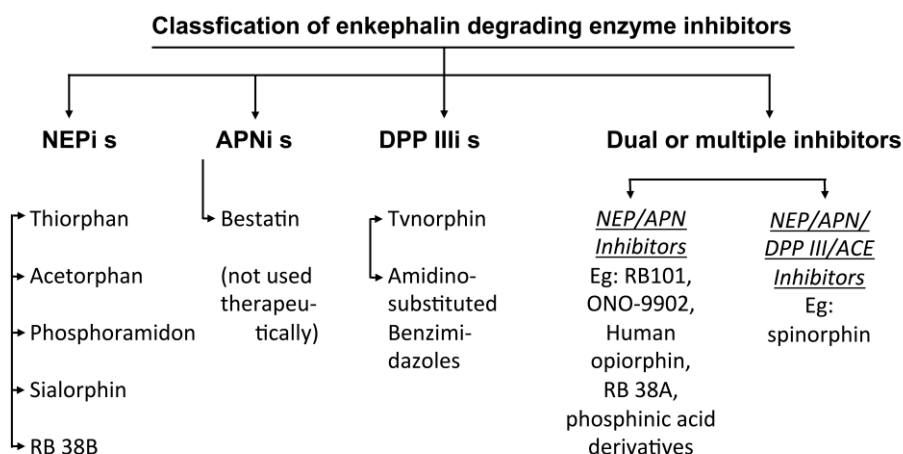 Classfication of enkephalin degrading enzyme inhibitors
NEPi s
APNi s
DPP IIIi s
Dual or multiple inhibitors
Thiorphan
Acetorphan
Phosphoramidon
Sialorphin
RB 38B
Bestatin
(not used
therapeu-
tically)
Tvnorphin
Amidino-
substituted
Benzimi-
dazoles
NEP/APN
Inhibitors
Eg: RB101,
ONO-9902,
Human
opiorphin,
RB 38A,
phosphinic acid
derivatives
NEP/APN/
DPP III/ACE
Inhibitors
Eg:
spinorphin